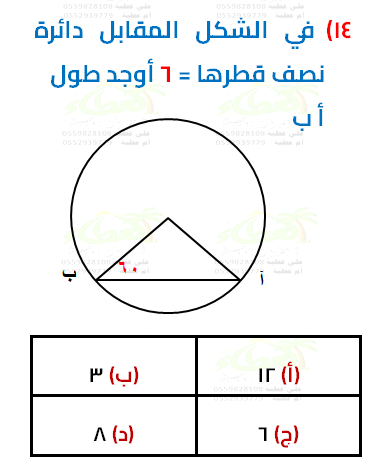 ١٤) في الشكل المقابل دائرة
نصف قطرها = ٦ أوجد طول
أ ب
٦٠
ب
أ
(أ) ١٢
(ب) ٣
(ج) ٦
(د) ٨